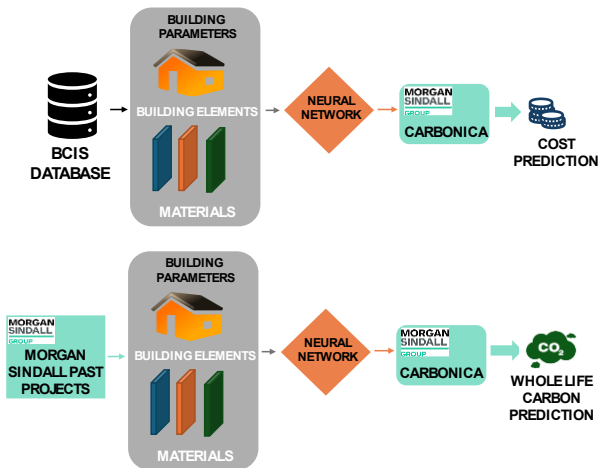 BUILDING
PARAMETERS
BUILDING ELEMENTS
MATERIALS
BCIS
DATABASE
NEURAL
NETWORK
MORGAN
SINDALL
GROUP
CARBONICA
COST
PREDICTION
BUILDING
PARAMETERS
BUILDING ELEMENTS
MATERIALS
MORGAN
SINDALL
GROUP
MORGAN
SINDALL PAST
PROJECTS
NEURAL
NETWORK
MORGAN
SINDALL
GROUP
CARBONICA
CO2
WHOLE LIFE
CARBON
PREDICTION